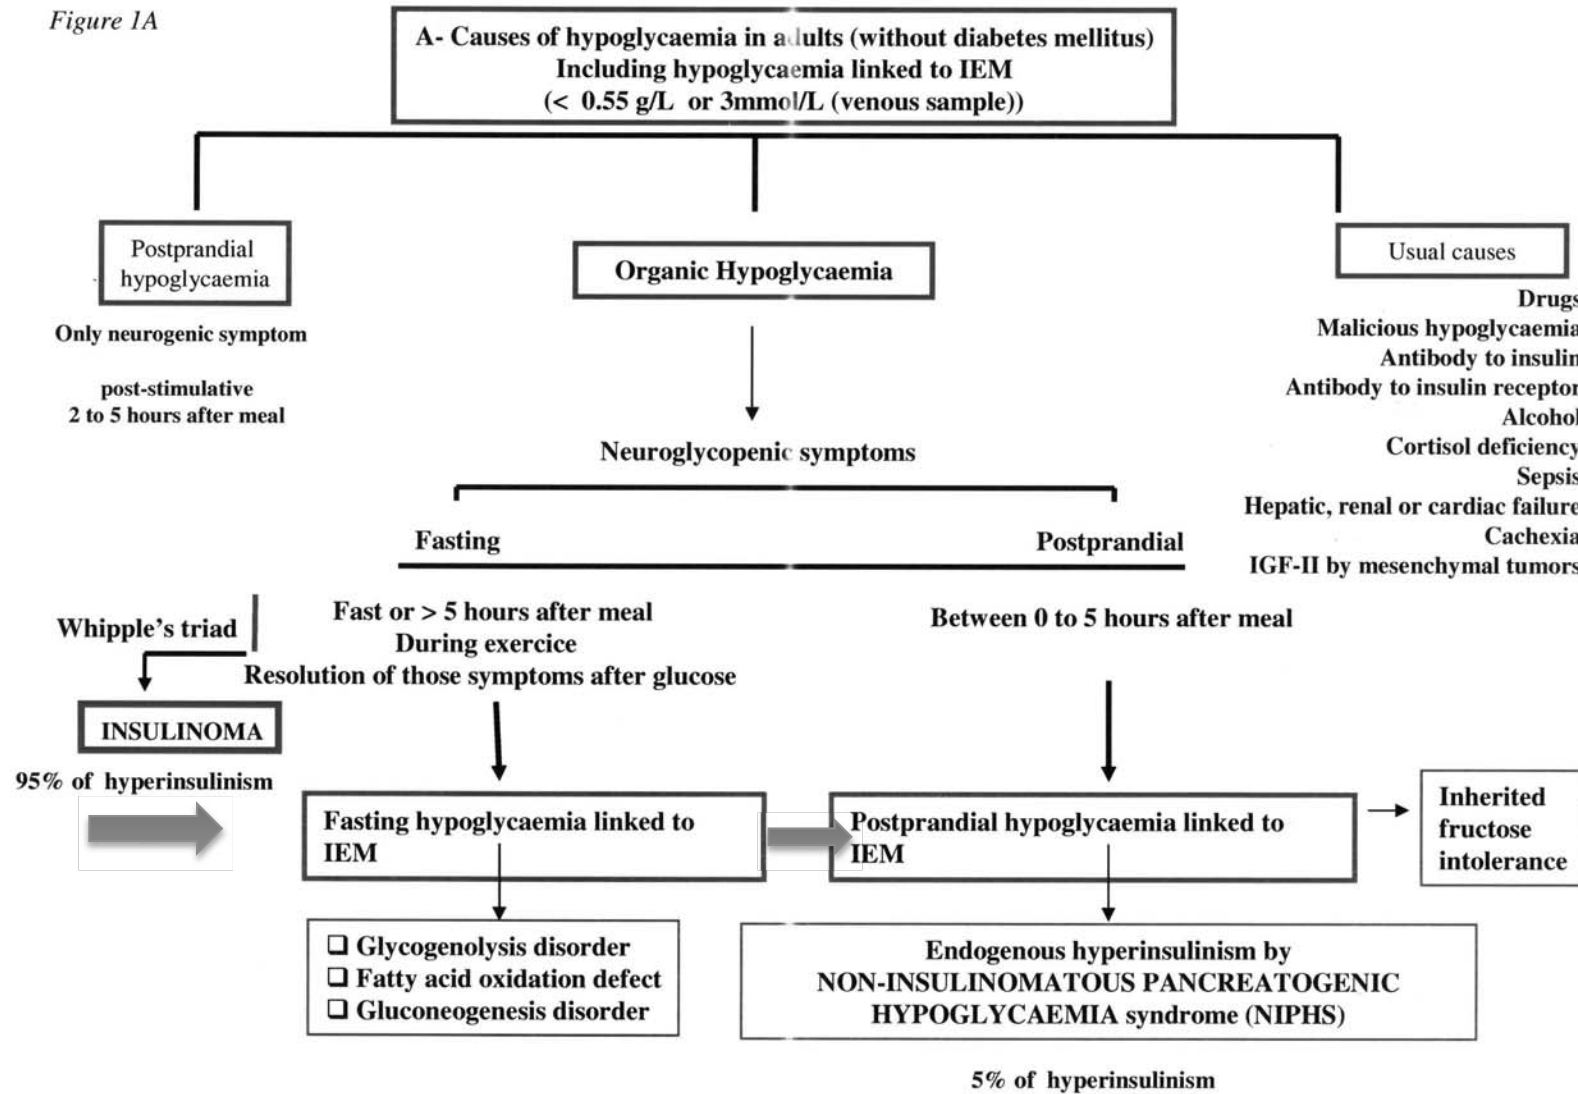 Figure 1A
A- Causes of hypoglycaemia in adults (without diabetes mellitus)
Including hypoglycaemia linked to IEM
(< 0.55 g/L or 3mmol/L (venous sample))
Postprandial
hypoglycaemia
Only neurogenic symptom
post-stimulative
2 to 5 hours after meal
Organic Hypoglycaemia
Usual causes
Drugs
Malicious hypoglycaemia
Antibody to insulin
Antibody to insulin receptor
Alcohol
Cortisol deficiency
Sepsis
Hepatic, renal or cardiac failure
Cachexia
IGF-II by mesenchymal tumors
Neuroglycopenic symptoms
Fasting
Postprandial
Whipple's triad
Fast or > 5 hours after meal
During exercice
Resolution of those symptoms after glucose
Between 0 to 5 hours after meal
INSULINOMA
95% of hyperinsulinism
Fasting hypoglycaemia linked to
IEM
Postprandial hypoglycaemia linked to
IEM
Inherited
fructose
intolerance
❑ Glycogenolysis disorder
❑ Fatty acid oxidation defect
❑ Gluconeogenesis disorder
Endogenous hyperinsulinism by
NON-INSULINOMATOUS PANCREATOGENIC
HYPOGLYCAEMIA syndrome (NIPHS)
5% of hyperinsulinism